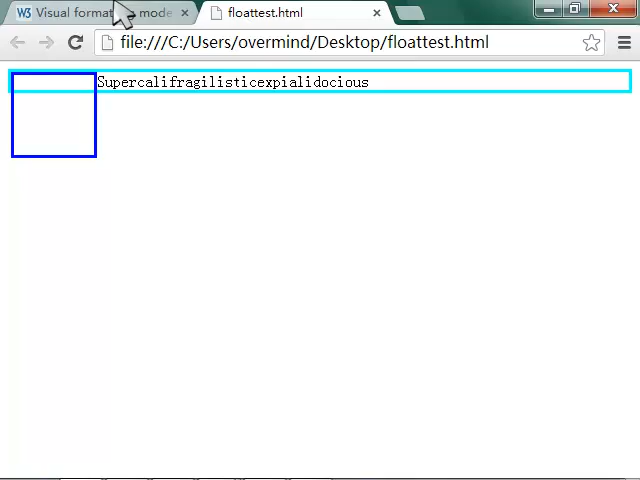 Visual format mode
floattest.html
file:///C:/Users/overmind/Desktop/floattest.html
Supercalifragilisticexpialidocious